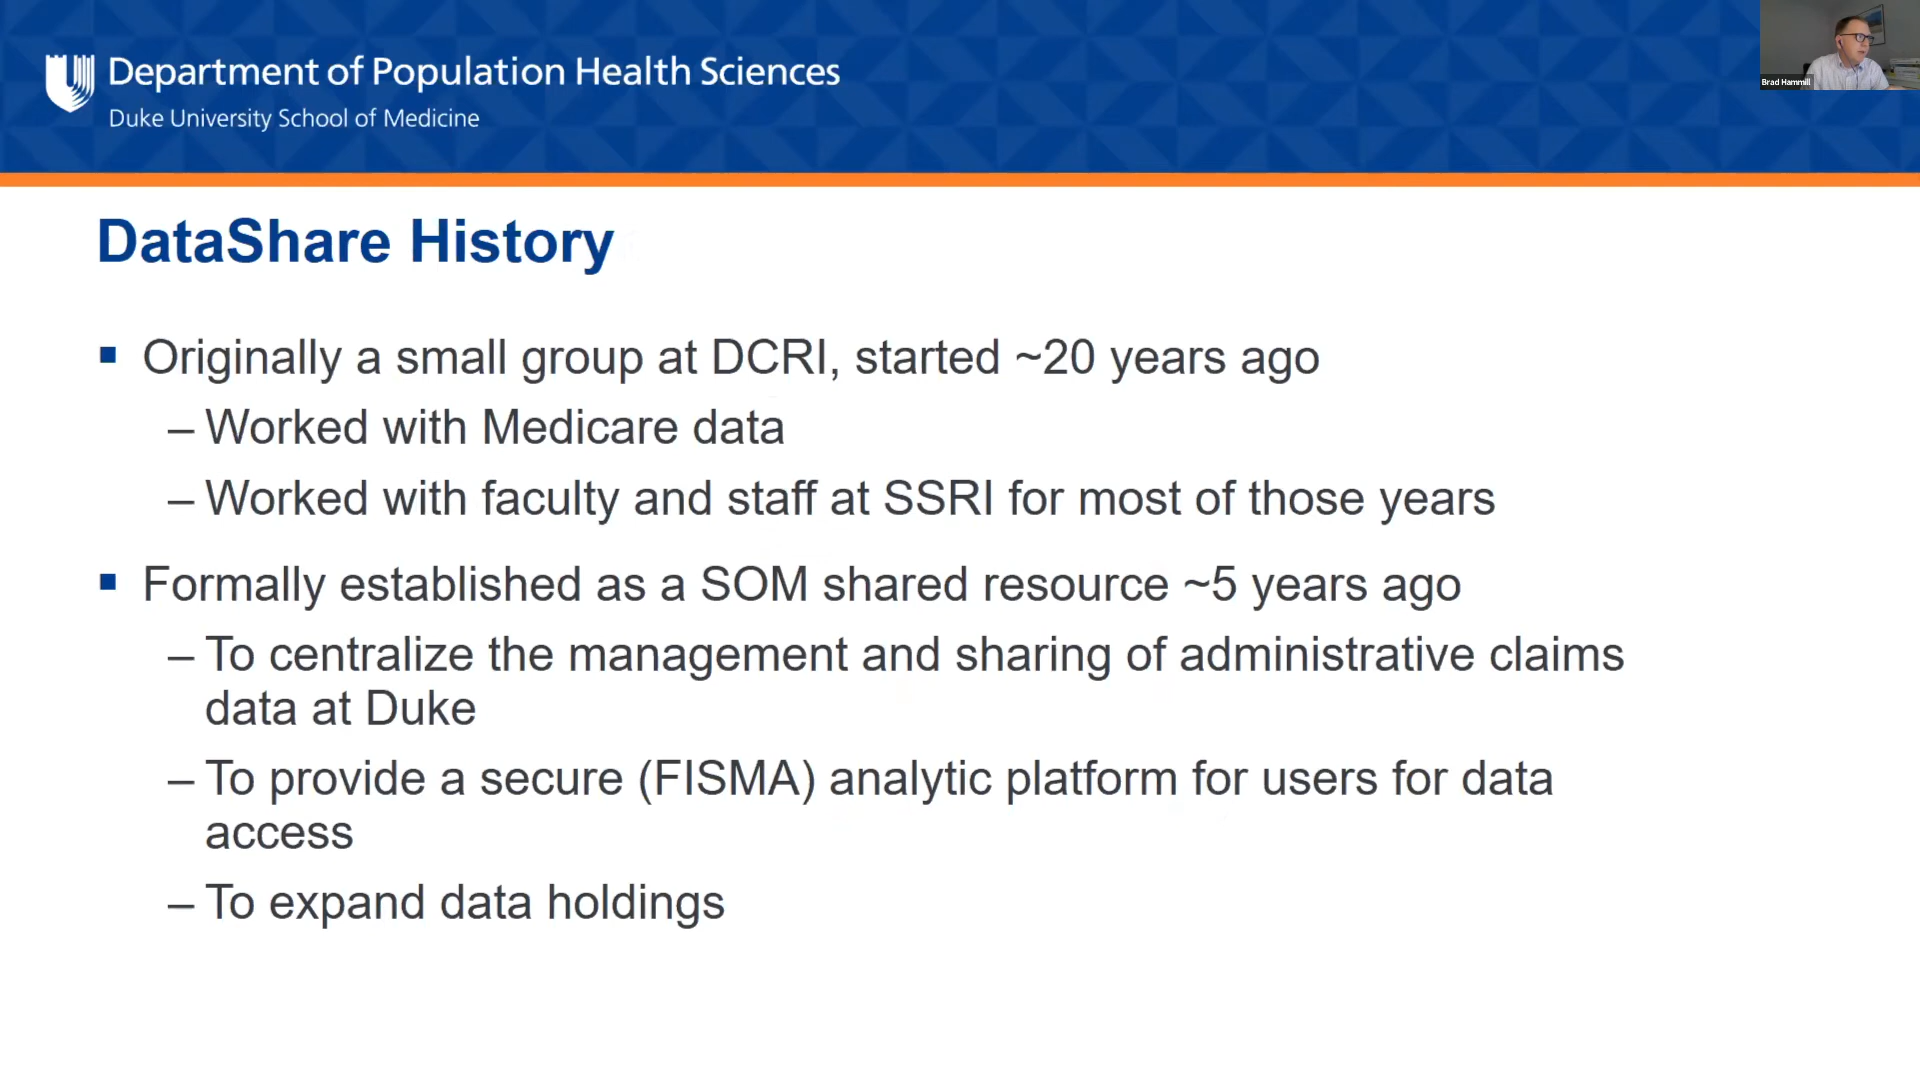 Department of Population Health Sciences
Duke University School of Medicine
Brad Hammill
DataShare History
▪ Originally a small group at DCRI, started ~20 years ago
– Worked with Medicare data
– Worked with faculty and staff at SSRI for most of those years
▪ Formally established as a SOM shared resource ~5 years ago
– To centralize the management and sharing of administrative claims
data at Duke
– To provide a secure (FISMA) analytic platform for users for data
access
– To expand data holdings